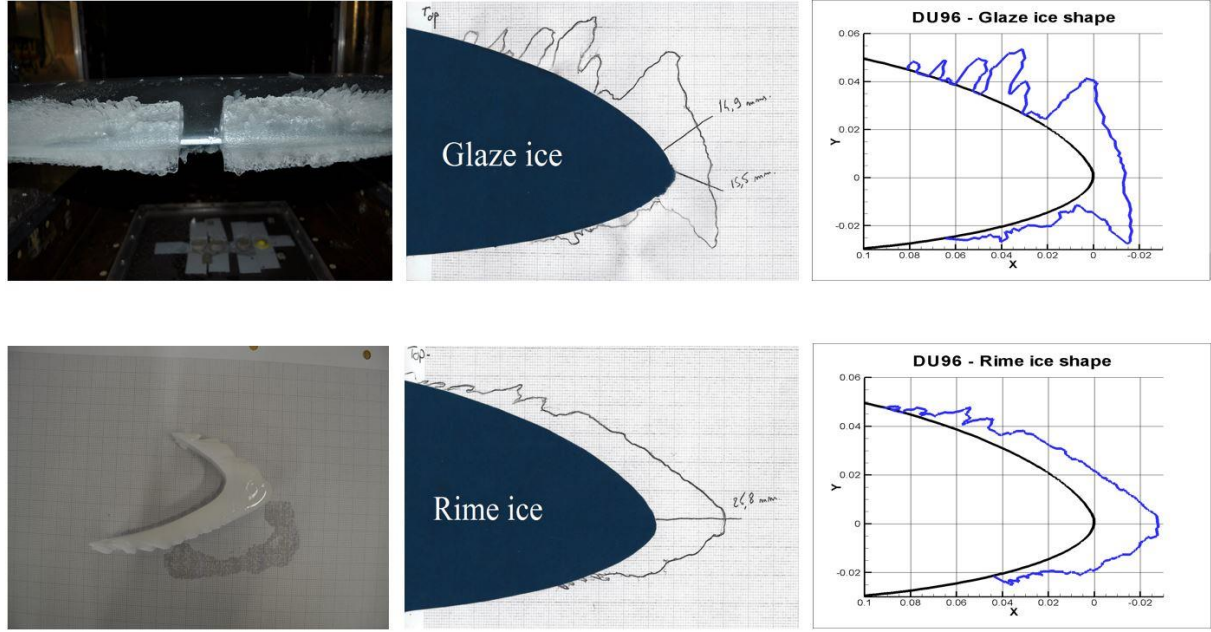 Top
14,9 mm.
15,5 mm.
Glaze ice
DU96 - Glaze ice shape
0.06
0.04
0.02
0
-0.02
Y
0.1 0.08 0.06 0.04 0.02 0 -0.02
X
Top.
25,8 mm.
Rime ice
DU96 - Rime ice shape
0.06
0.04
0.02
0
-0.02
Y
0.1 0.08 0.06 0.04 0.02 0 -0.02
X